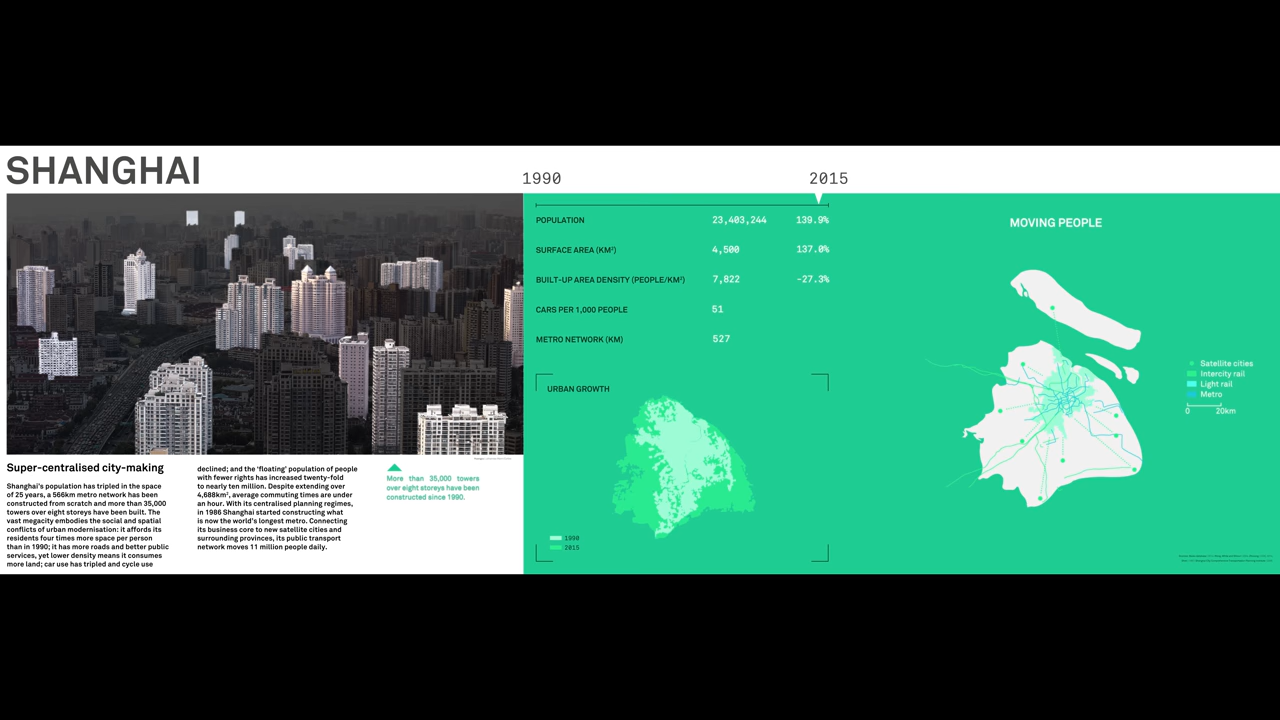 SHANGHAI
1990
2015
POPULATION 23,403,244 139.9%
SURFACE AREA (KM²) 4,500 137.0%
BUILT-UP AREA DENSITY (PEOPLE/KM²) 7,822 -27.3%
CARS PER 1,000 PEOPLE 51
METRO NETWORK (KM) 527
URBAN GROWTH
1990
2015
MOVING PEOPLE
Satellite cities
Intercity rail
Light rail
Metro
0 20km
Super-centralised city-making
Shanghai's population has tripled in the space
of 25 years, a 566km metro network has been
constructed from scratch and more than 35,000
towers over eight storeys have been built. The
vast megacity embodies the social and spatial
conflicts of urban modernisation: it affords its
residents four times more space per person
than in 1990; it has more roads and better public
services, yet lower density means it consumes
more land; car use has tripled and cycle use
declined; and the 'floating' population of people
with fewer rights has increased twenty-fold
to nearly ten million. Despite extending over
4,688km², average commuting times are under
an hour. With its centralised planning regimes,
in 1986 Shanghai started constructing what
is now the world's longest metro. Connecting
its business core to new satellite cities and
surrounding provinces, its public transport
network moves 11 million people daily.
More than 35,000 towers
over eight storeys have been
constructed since 1990.